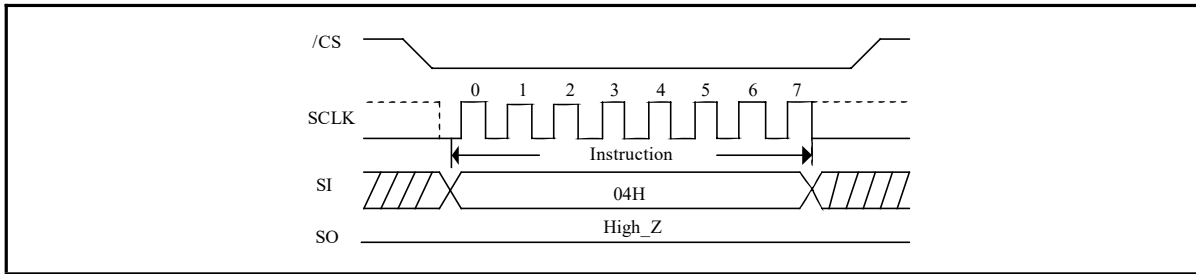 /CS
0 1 2 3 4 5 6 7
SCLK
Instruction
SI
04H
High_Z
SO